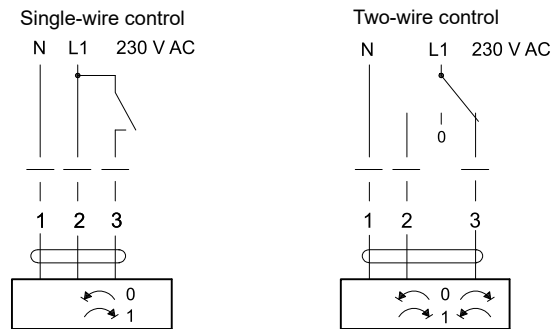 Single-wire control
N L1 230 V AC
1 2 3
0
1
Two-wire control
N L1 230 V AC
0
1 2 3
0
1